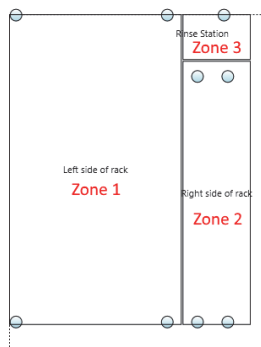 Rinse Station
Zone 3
Left side of rack
Zone 1
Right side of rack
Zone 2